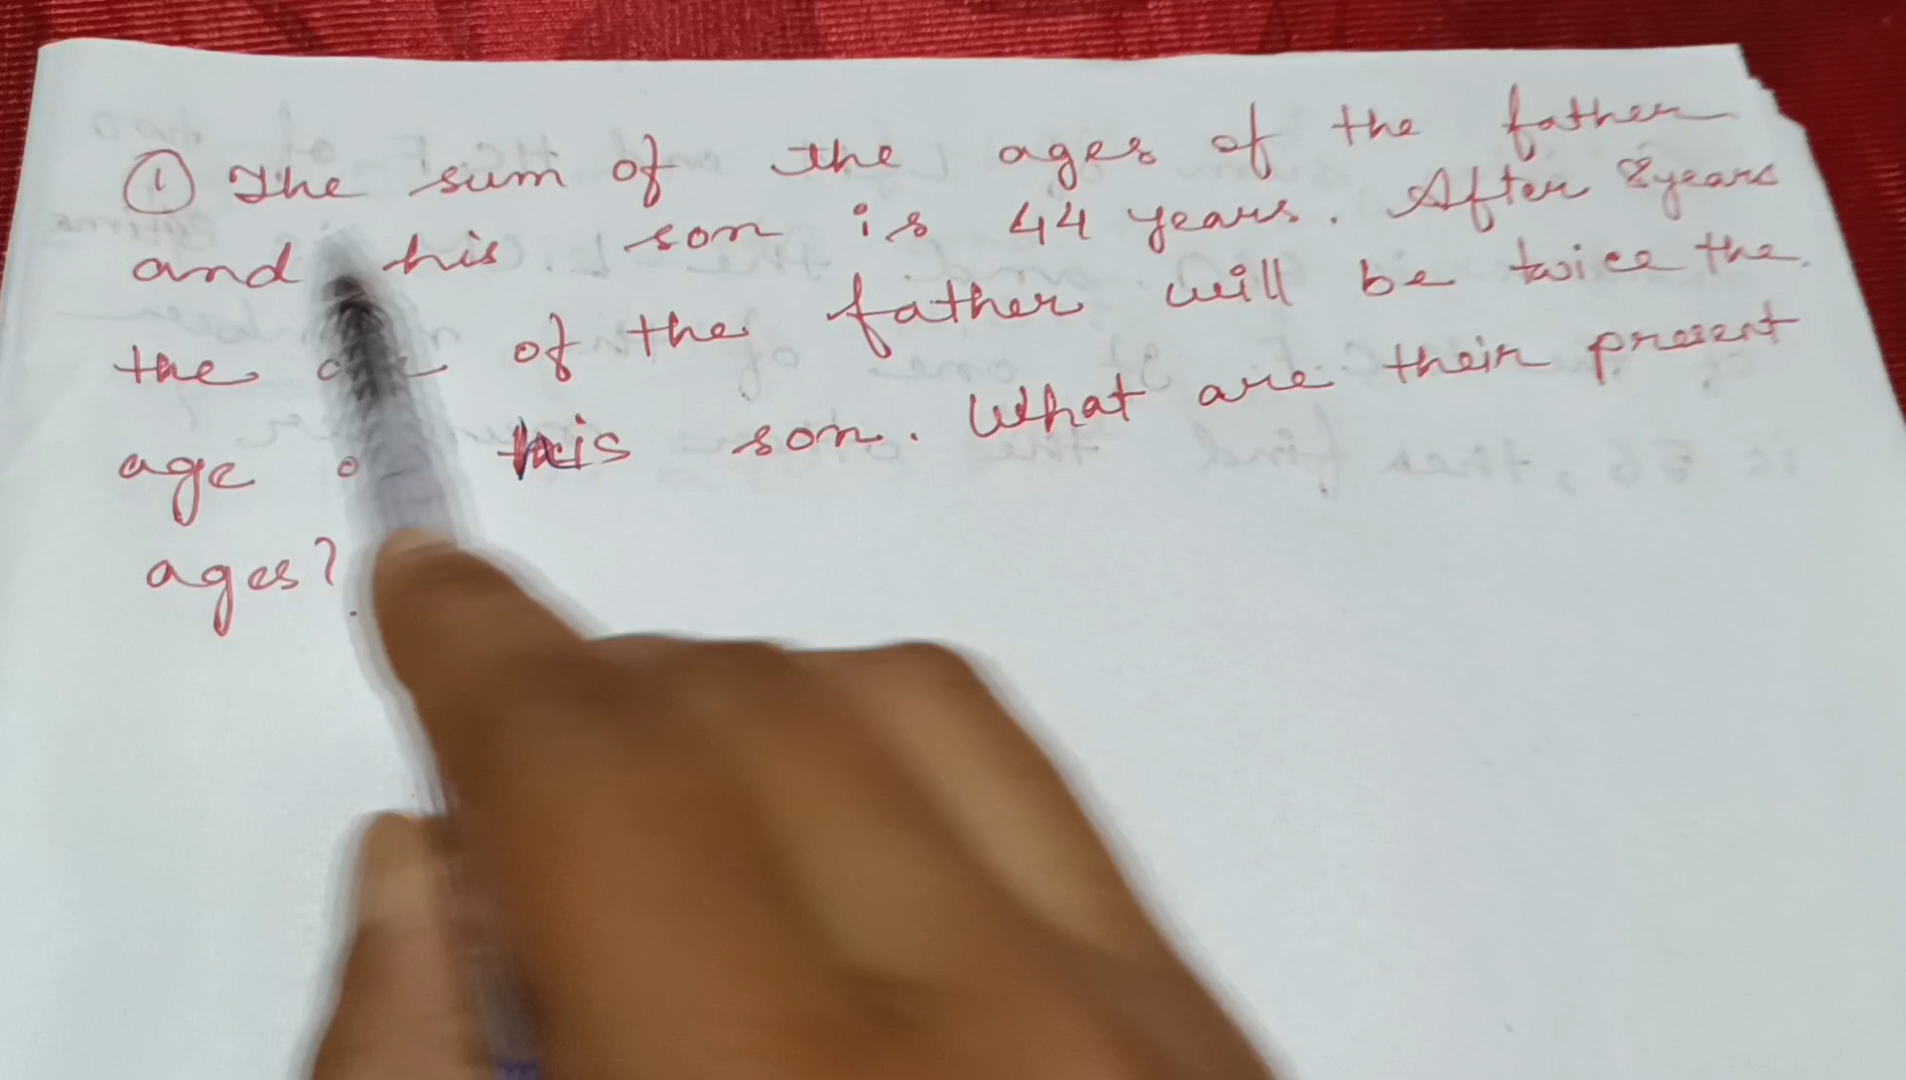 ① The sum of the ages of the father
and his son is 44 years. After 8 years
the of the father will be twice the
age his son. What are their present
ages?